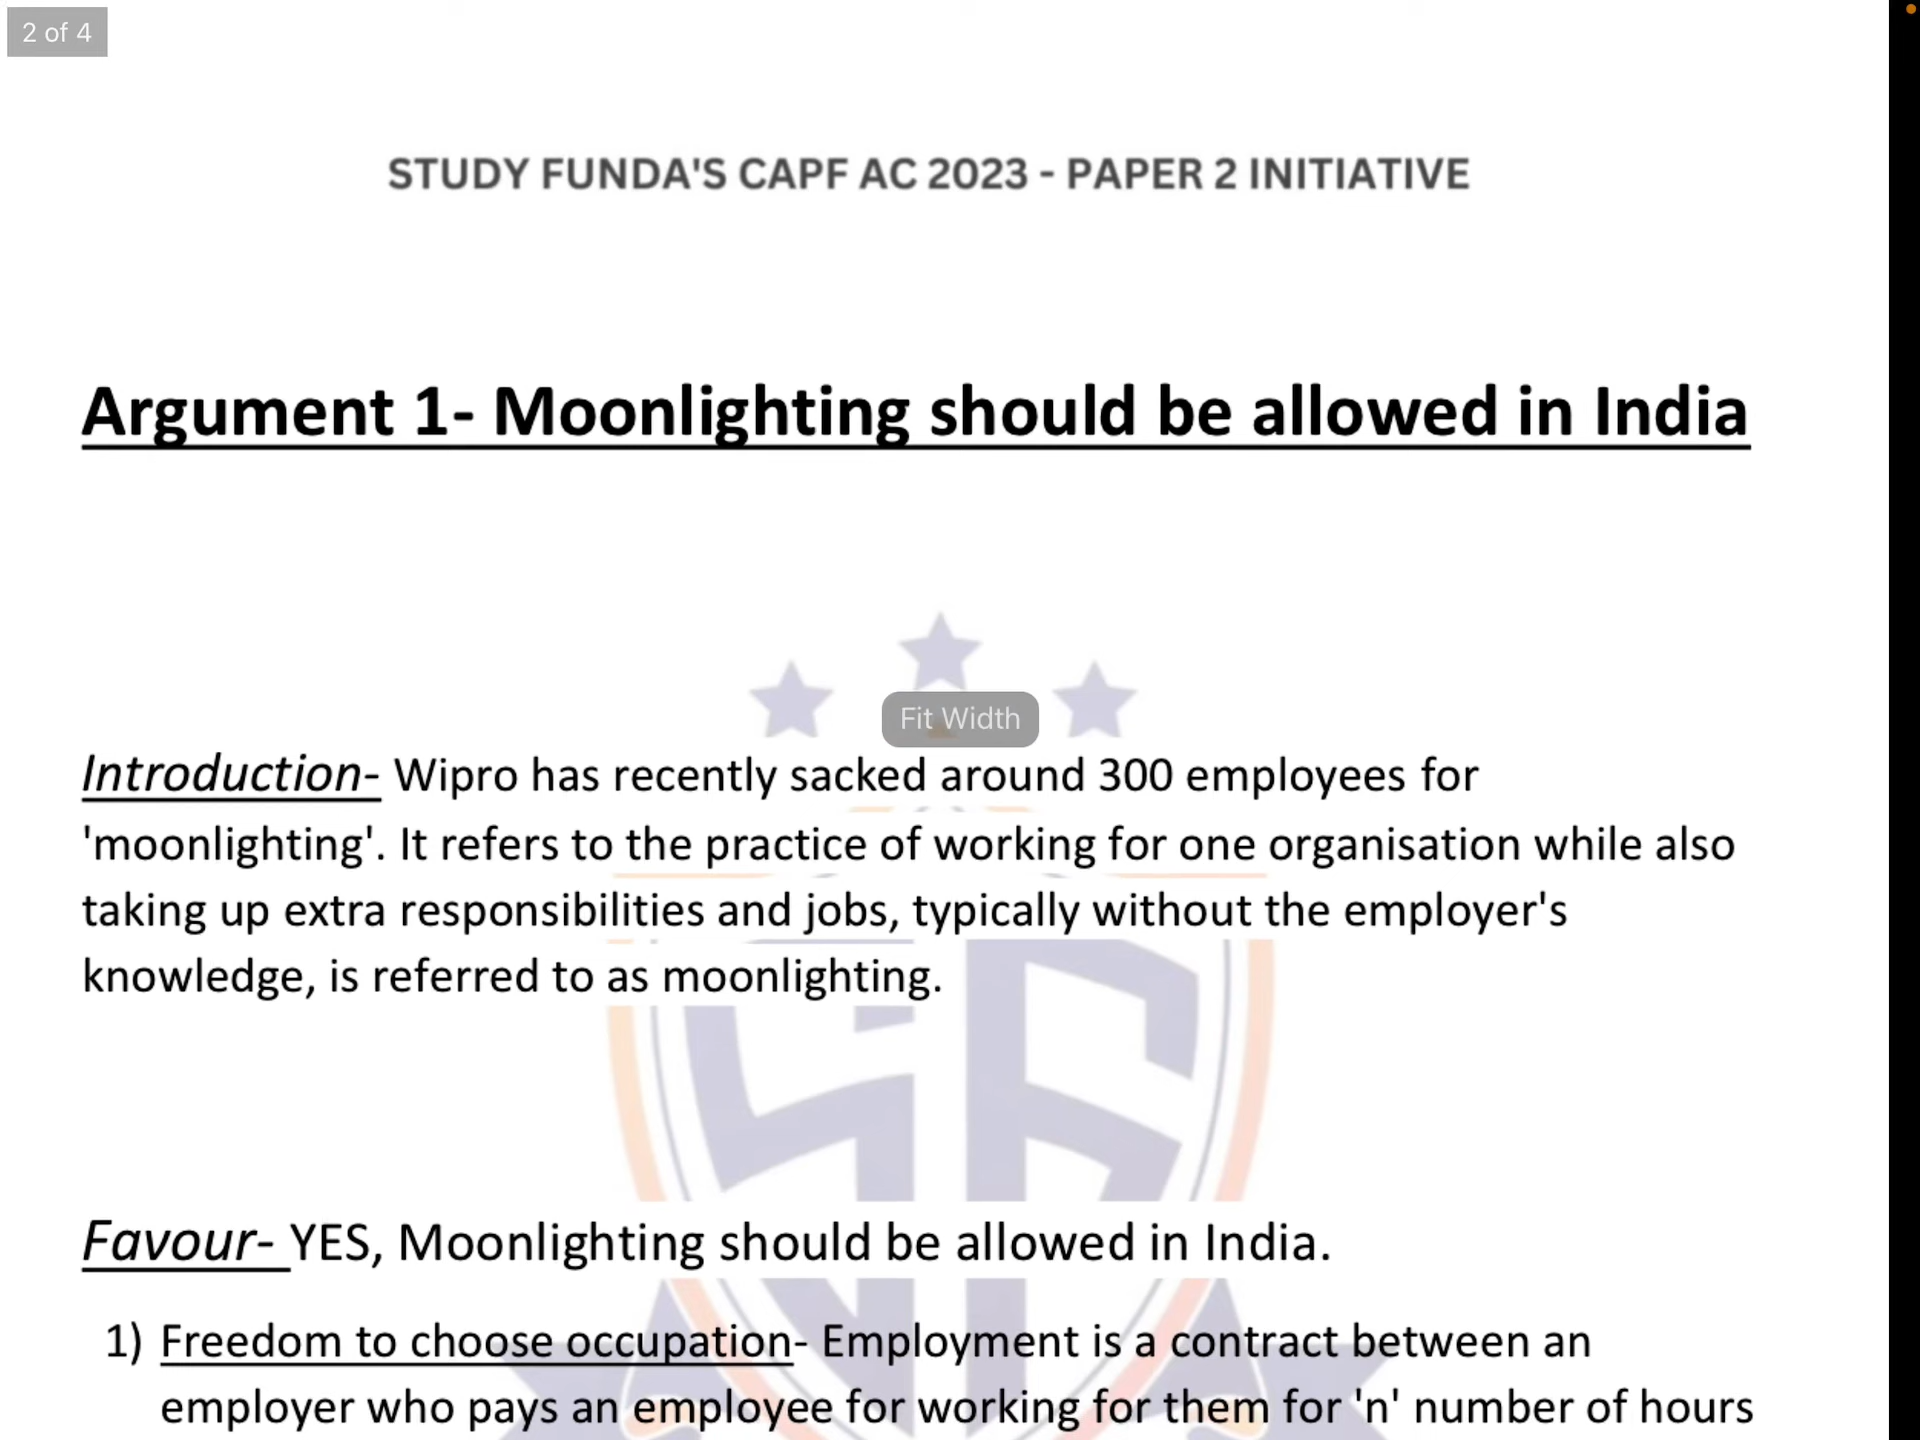 2 of 4
STUDY FUNDA'S CAPF AC 2023 - PAPER 2 INITIATIVE
Argument 1- Moonlighting should be allowed in India
Fit Width
Introduction- Wipro has recently sacked around 300 employees for
'moonlighting'. It refers to the practice of working for one organisation while also
taking up extra responsibilities and jobs, typically without the employer's
knowledge, is referred to as moonlighting.
Favour- YES, Moonlighting should be allowed in India.
1) Freedom to choose occupation- Employment is a contract between an
employer who pays an employee for working for them for 'n' number of hours